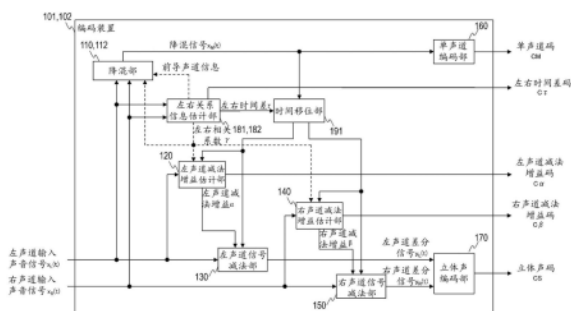 101,102
编码装置
110,112
降混信号xM(t)
160
单声道编码部
单声道码
CM
降混部
前导声道信息
左右时间差码
Cτ
左右关系信息估计部
左右时间差τ
时间移位部
181,182
191
左右相关系数γ
120
左声道减法增益估计部
左声道减法增益码
Cα
左声道减法增益α
140
右声道减法增益估计部
右声道减法增益码
Cβ
右声道减法增益β
170
左声道输入
声音信号xL(t)
左声道信号减法部
左声道差分信号yL(t)
130
立体声编码部
立体声码
CS
右声道输入
声音信号xR(t)
右声道信号减法部
右声道差分信号yR(t)
150